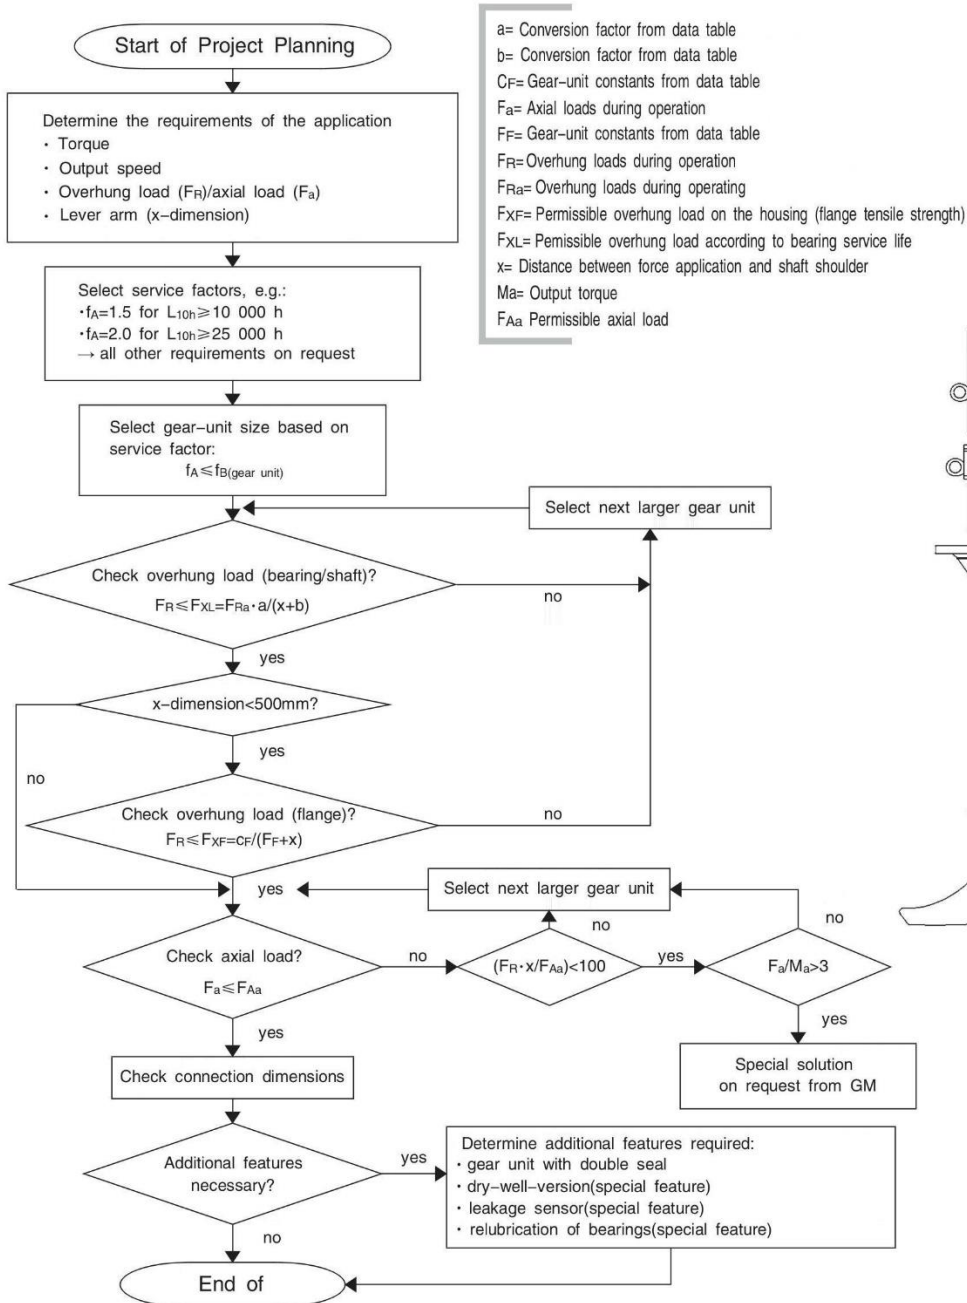 Start of Project Planning
Determine the requirements of the application
· Torque
· Output speed
· Overhung load (FR)/axial load (Fa)
· Lever arm (x-dimension)
Select service factors, e.g.:
·fA=1.5 for L10h≥10 000 h
·fA=2.0 for L10h≥25 000 h
→ all other requirements on request
Select gear-unit size based on
service factor:
fA≤fB(gear unit)
Select next larger gear unit
Check overhung load (bearing/shaft)?
FR≤FXL=FRa·a/(x+b)
no
yes
x-dimension<500mm?
yes
no
Check overhung load (flange)?
FR≤FXF=cF/(FF+x)
no
yes
Select next larger gear unit
no
no
Check axial load?
Fa≤FAa
no
(FR·x/FAa)<100
yes
Fa/Ma>3
yes
yes
Check connection dimensions
Special solution
on request from GM
Additional features
necessary?
yes
Determine additional features required:
· gear unit with double seal
· dry-well-version(special feature)
· leakage sensor(special feature)
· relubrication of bearings(special feature)
no
End of
a= Conversion factor from data table
b= Conversion factor from data table
CF= Gear-unit constants from data table
Fa= Axial loads during operation
FF= Gear-unit constants from data table
FR= Overhung loads during operation
FRa= Overhung loads during operating
FXF= Permissible overhung load on the housing (flange tensile strength)
FXL= Pemissible overhung load according to bearing service life
x= Distance between force application and shaft shoulder
Ma= Output torque
FAa Permissible axial load